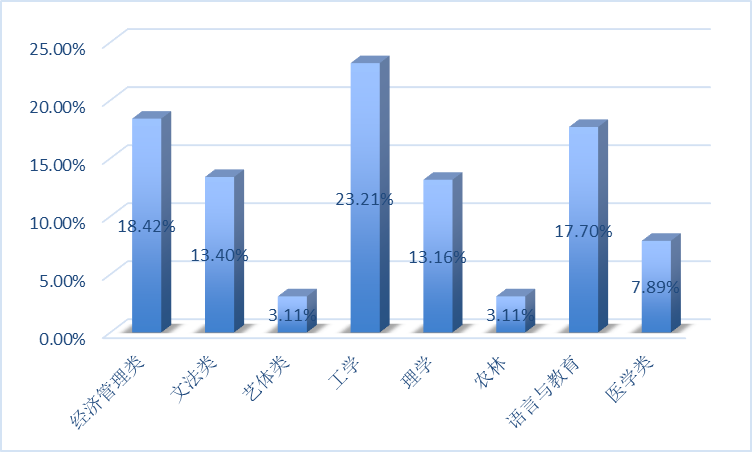 25.00%
20.00%
15.00%
10.00%
5.00%
0.00%
18.42%
13.40%
3.11%
23.21%
13.16%
3.11%
17.70%
7.89%
经济管理类
文法类
艺体类
工学
理学
农林
语言与教育
医学类